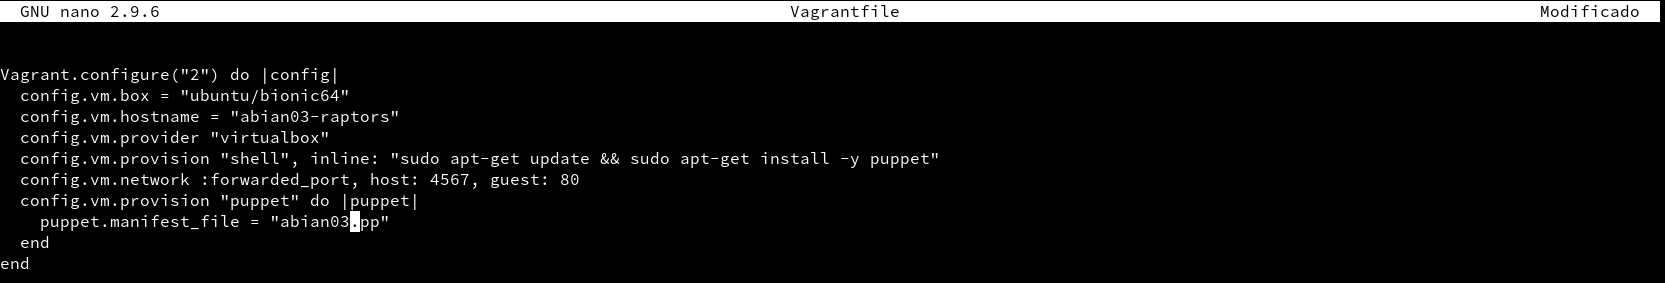 GNU nano 2.9.6 Vagrantfile Modificado
Vagrant.configure("2") do |config|
  config.vm.box = "ubuntu/bionic64"
  config.vm.hostname = "abian03-raptors"
  config.vm.provider "virtualbox"
  config.vm.provision "shell", inline: "sudo apt-get update && sudo apt-get install -y puppet"
  config.vm.network :forwarded_port, host: 4567, guest: 80
  config.vm.provision "puppet" do |puppet|
    puppet.manifest_file = "abian03.pp"
  end
end